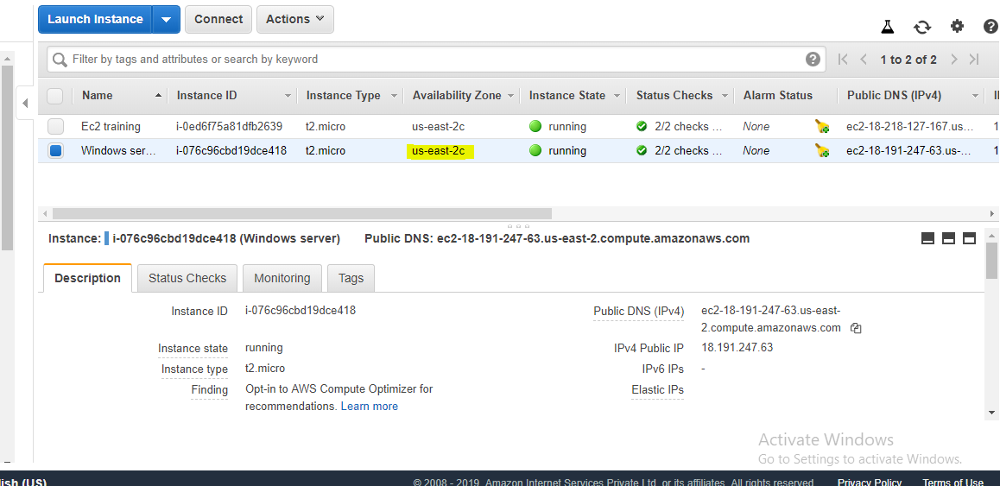 Launch Instance Connect Actions
Filter by tags and attributes or search by keyword 1 to 2 of 2
Name Instance ID Instance Type Availability Zone Instance State Status Checks Alarm Status Public DNS (IPv4)
Ec2 training i-0ed6f75a81dfb2639 t2.micro us-east-2c running 2/2 checks ... None ec2-18-218-127-167.us...
Windows ser... i-076c96cbd19dce418 t2.micro us-east-2c running 2/2 checks ... None ec2-18-191-247-63.us-...
Instance: i-076c96cbd19dce418 (Windows server) Public DNS: ec2-18-191-247-63.us-east-2.compute.amazonaws.com
Description Status Checks Monitoring Tags
Instance ID i-076c96cbd19dce418 Public DNS (IPv4) ec2-18-191-247-63.us-east-
2.compute.amazonaws.com
Instance state running IPv4 Public IP 18.191.247.63
Instance type t2.micro IPv6 IPs -
Finding Opt-in to AWS Compute Optimizer for Elastic IPs
recommendations. Learn more
Activate Windows
Go to Settings to activate Windows.
lish (US) © 2008 - 2019, Amazon Internet Services Private Ltd. or its affiliates. All rights reserved. Privacy Policy Terms of Use